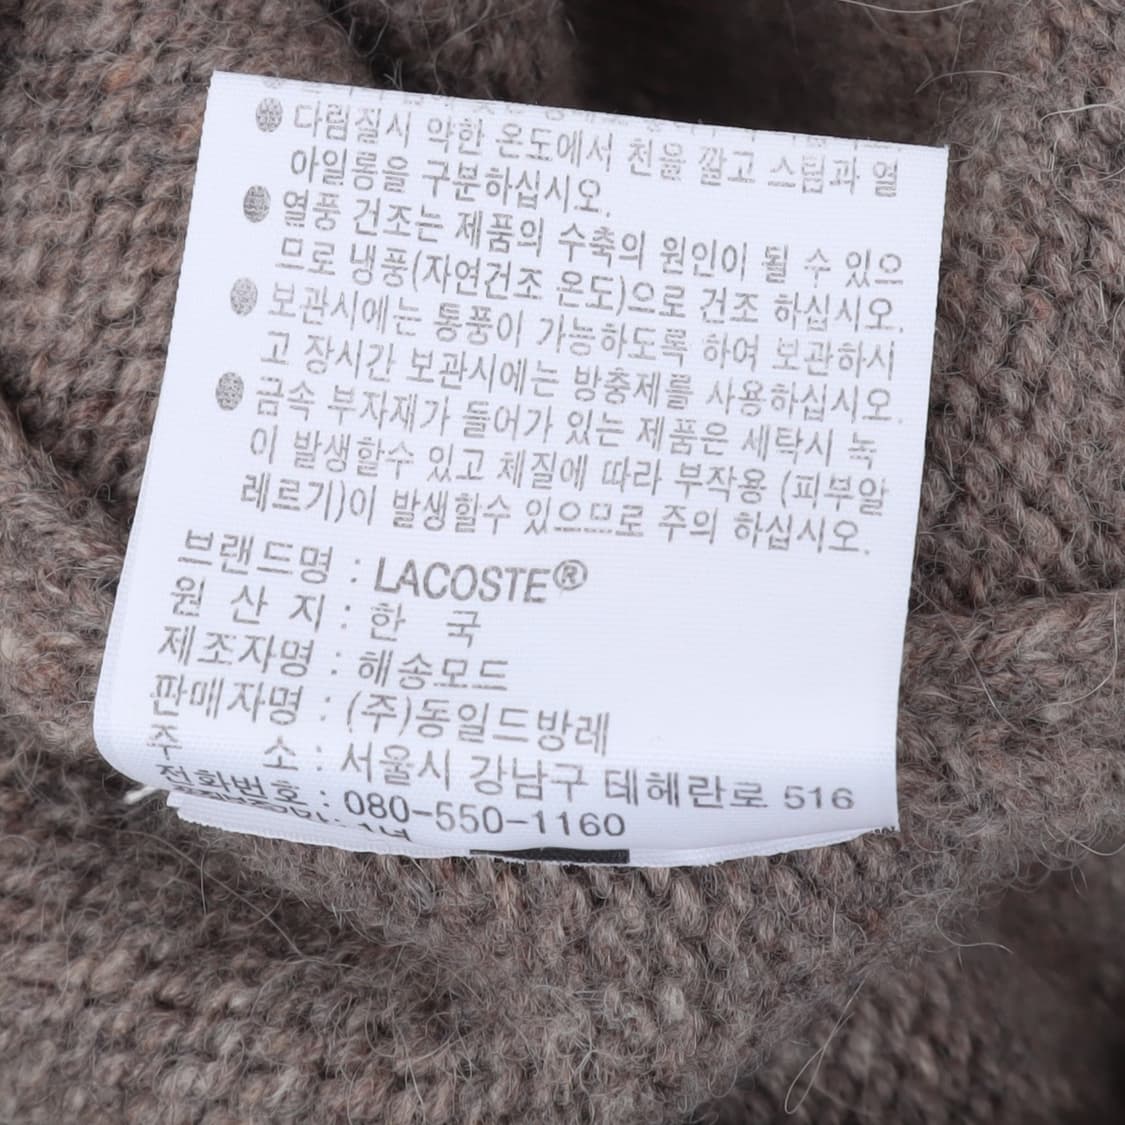 ● 다림질시 약한 온도에서 천을 깔고 스팀과 열
아일롱을 구분하십시오.
● 열풍 건조는 제품의 수축의 원인이 될 수 있으
므로 냉풍(자연건조 온도)으로 건조 하십시오.
● 보관시에는 통풍이 가능하도록 하여 보관하시
고 장시간 보관시에는 방충제를 사용하십시오.
● 금속 부자재가 들어가 있는 제품은 세탁시 녹
이 발생할수 있고 체질에 따라 부작용 (피부알
레르기)이 발생할수 있으므로 주의 하십시오.
브랜드명 : LACOSTE®
원 산 지 : 한 국
제조자명 : 해송모드
판매자명 : (주)동일드방레
주 소 : 서울시 강남구 테헤란로 516
전화번호 : 080-550-1160
1년